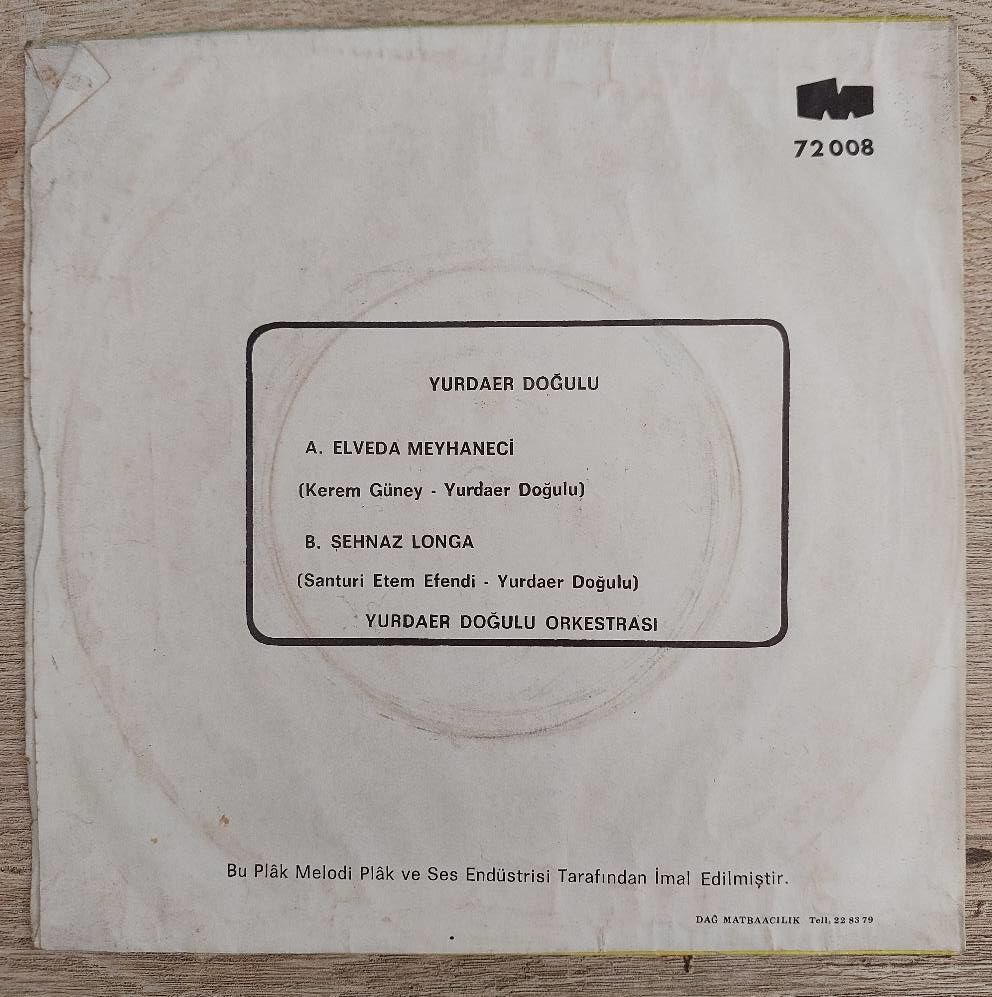 72008
YURDAER DOĞULU
A. ELVEDA MEYHANECİ
(Kerem Güney - Yurdaer Doğulu)
B. ŞEHNAZ LONGA
(Santuri Etem Efendi - Yurdaer Doğulu)
YURDAER DOĞULU ORKESTRASI
Bu Plâk Melodi Plâk ve Ses Endüstrisi Tarafından İmal Edilmiştir.
DAĞ MATBAACILIK Tell. 22 83 79